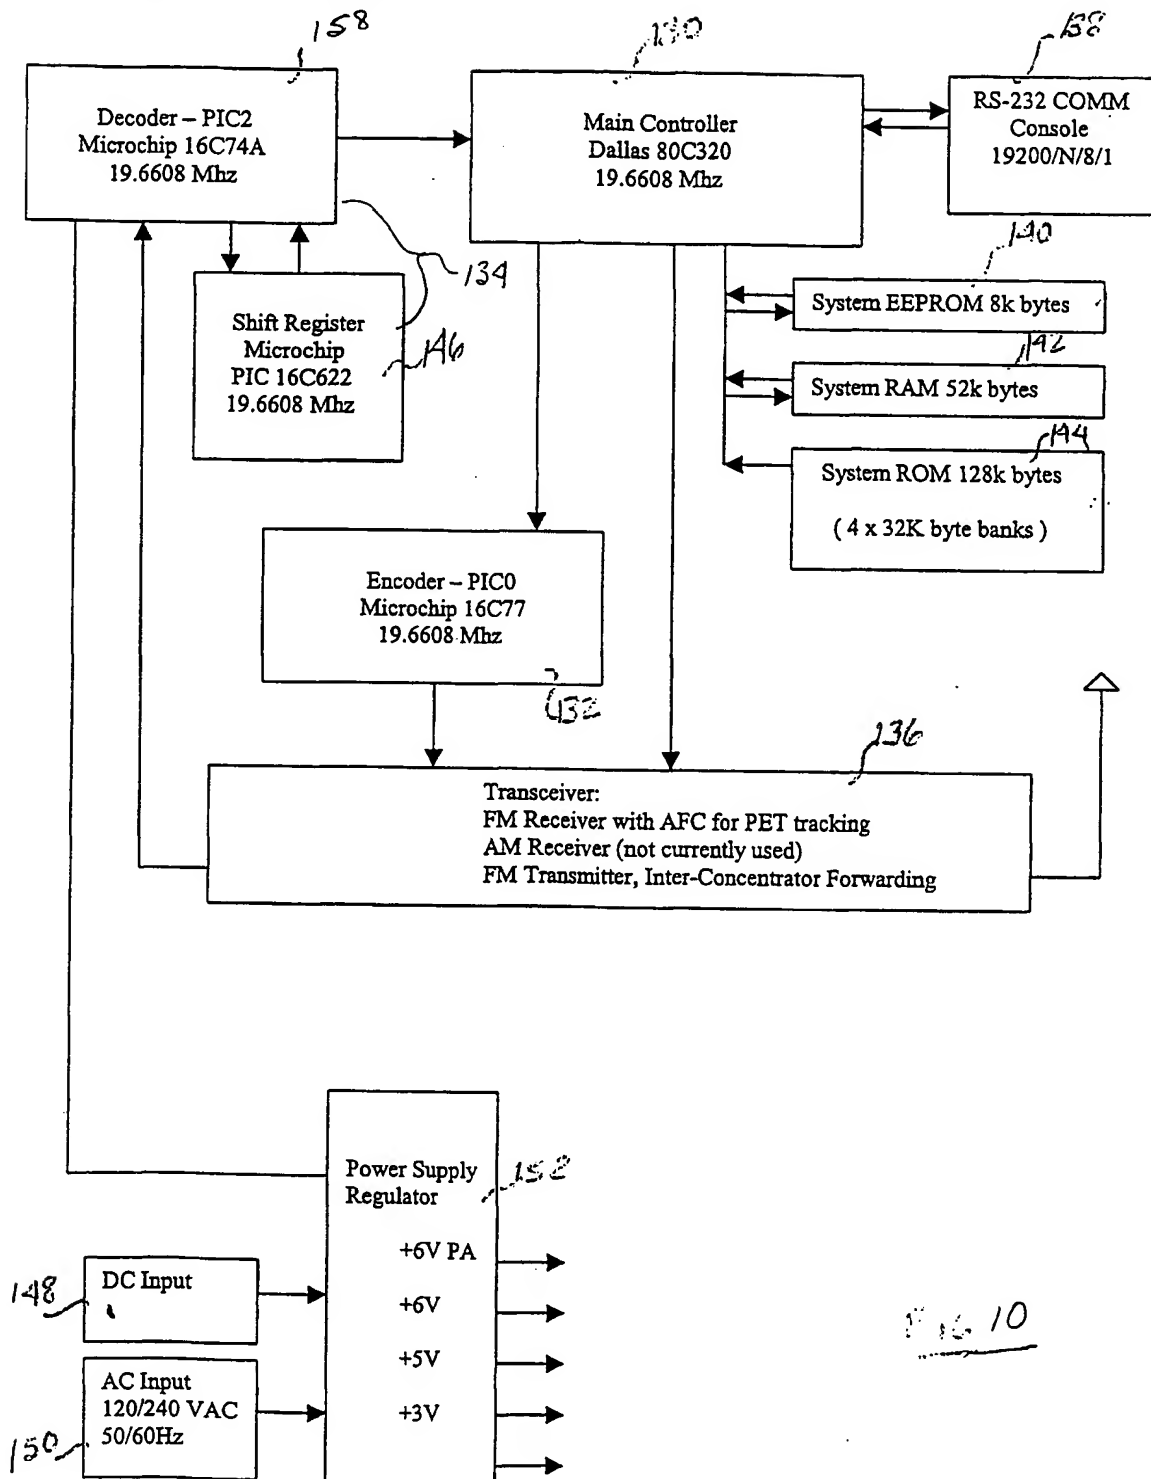 158
130
138
Decoder – PIC2
Microchip 16C74A
19.6608 Mhz
Main Controller
Dallas 80C320
19.6608 Mhz
RS-232 COMM
Console
19200/N/8/1
134
140
System EEPROM 8k bytes
Shift Register
Microchip
PIC 16C622
19.6608 Mhz
146
142
System RAM 52k bytes
144
System ROM 128k bytes
( 4 x 32K byte banks )
Encoder – PIC0
Microchip 16C77
19.6608 Mhz
132
136
Transceiver:
FM Receiver with AFC for PET tracking
AM Receiver (not currently used)
FM Transmitter, Inter-Concentrator Forwarding
Power Supply
Regulator
152
+6V PA
+6V
+5V
+3V
148
DC Input
AC Input
120/240 VAC
50/60Hz
150
FIG 10